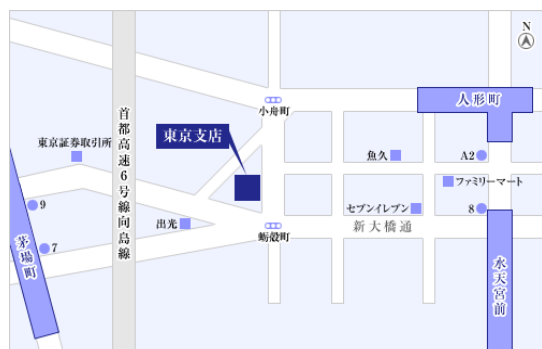 N
人形町
小舟町
首都高速6号線向島線
東京支店
東京証券取引所
魚久
A2
ファミリーマート
9
セブンイレブン
8
出光
新大橋通
蛎殻町
7
茅場町
水天宮前